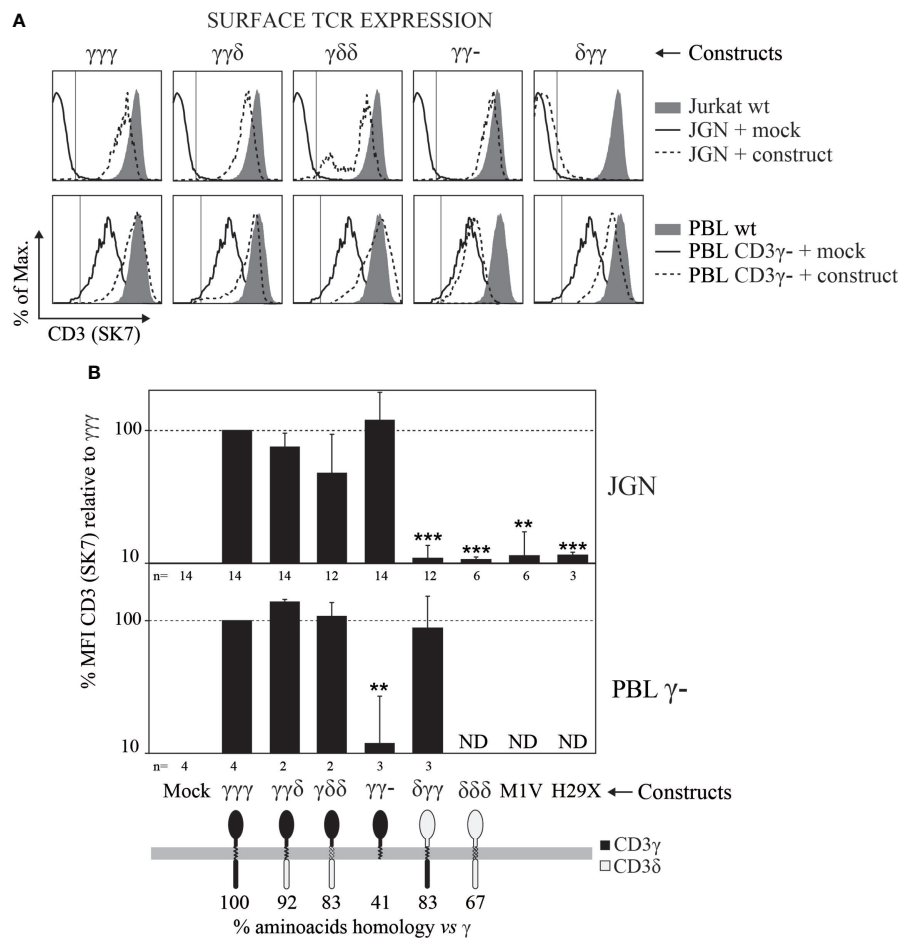 A
SURFACE TCR EXPRESSION
γγγ γγδ γδδ γγ- δγγ ← Constructs
Jurkat wt
JGN + mock
JGN + construct
PBL wt
PBL CD3γ- + mock
PBL CD3γ- + construct
% of Max.
CD3 (SK7)
B
% MFI CD3 (SK7) relative to γγγ
100
JGN
*** *** ** ***
10
n= 14 14 14 12 14 12 6 6 3
100
PBL γ-
**
ND ND ND
10
n= 4 4 2 2 3 3
Mock γγγ γγδ γδδ γγ- δγγ δδδ M1V H29X ← Constructs
CD3γ
CD3δ
100 92 83 41 83 67
% aminoacids homology vs γ